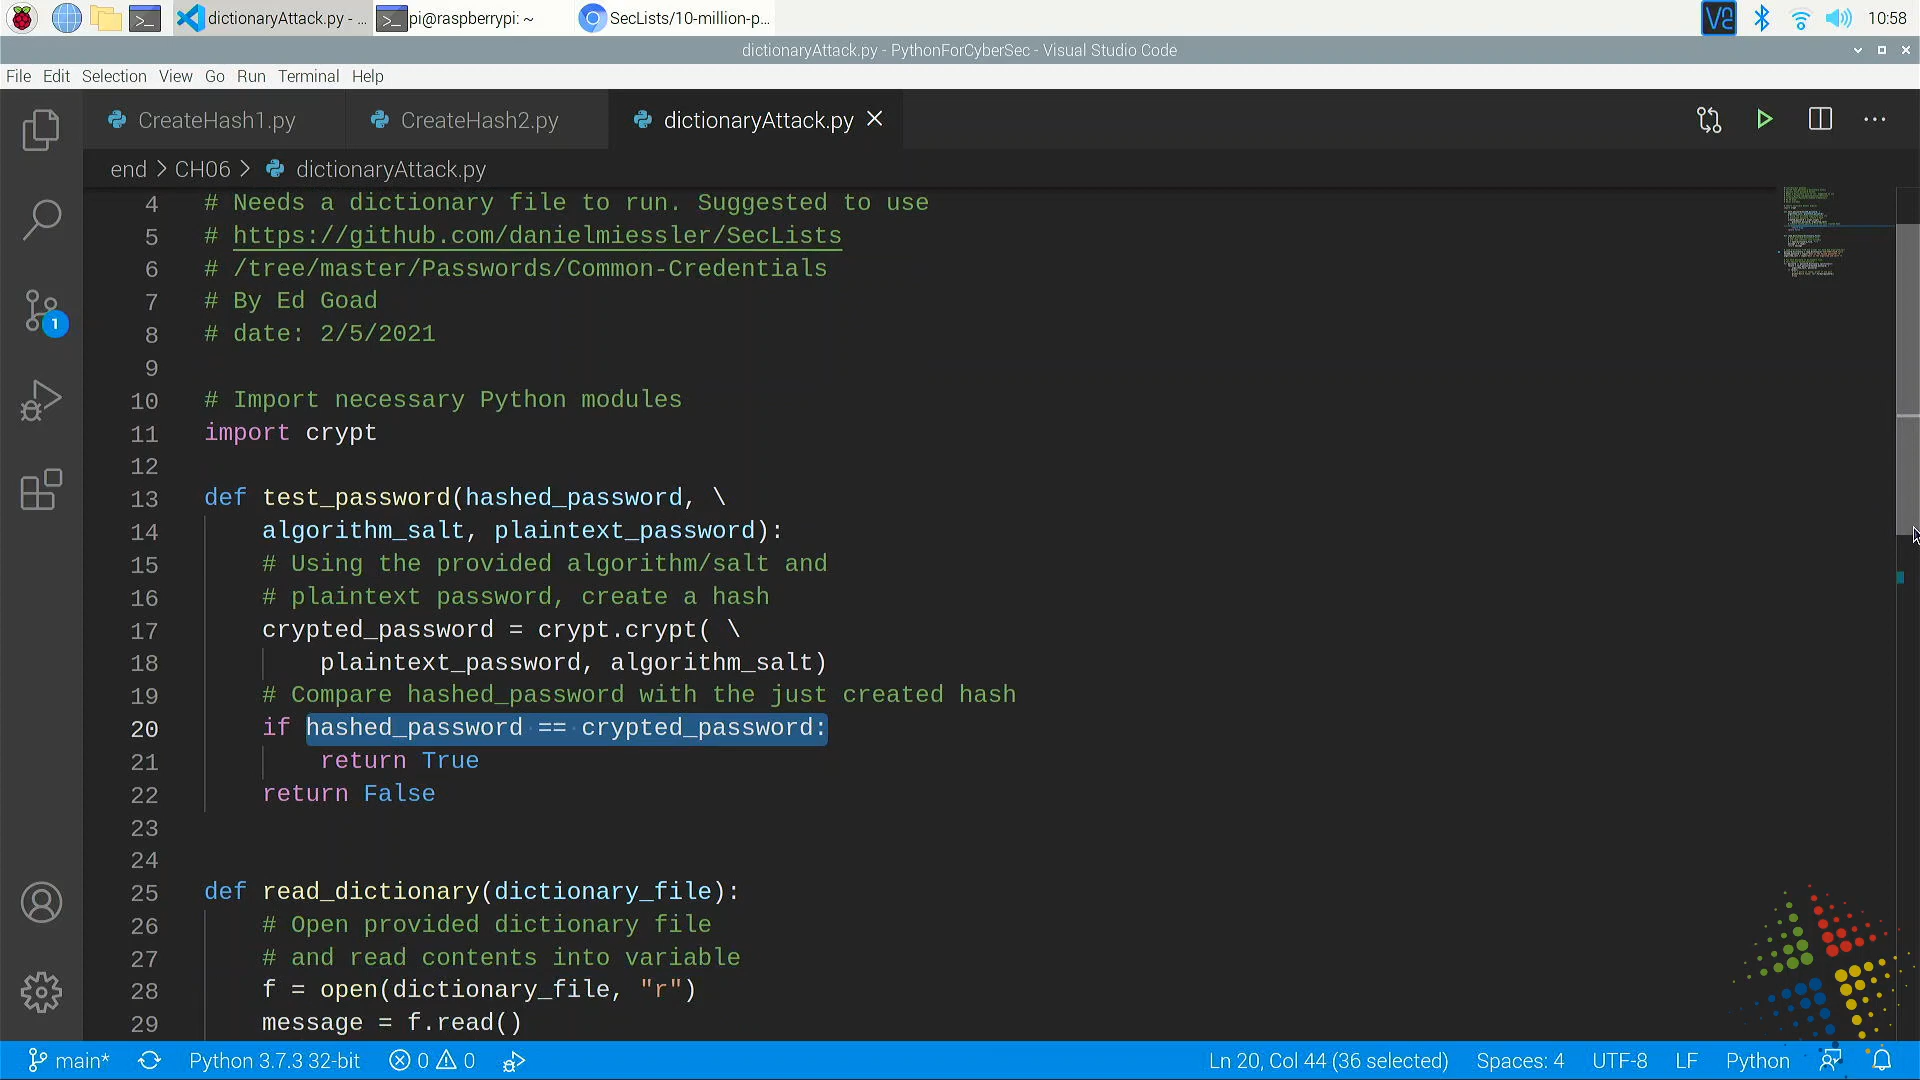 dictionaryAttack.py - ...
pi@raspberrypi: ~
SecLists/10-million-p...
10:58
dictionaryAttack.py - PythonForCyberSec - Visual Studio Code
File Edit Selection View Go Run Terminal Help
CreateHash1.py
CreateHash2.py
dictionaryAttack.py
end > CH06 > dictionaryAttack.py
4 # Needs a dictionary file to run. Suggested to use
5 # https://github.com/danielmiessler/SecLists
6 # /tree/master/Passwords/Common-Credentials
7 # By Ed Goad
8 # date: 2/5/2021
9
10 # Import necessary Python modules
11 import crypt
12
13 def test_password(hashed_password, \
14 algorithm_salt, plaintext_password):
15 # Using the provided algorithm/salt and
16 # plaintext password, create a hash
17 crypted_password = crypt.crypt( \
18 plaintext_password, algorithm_salt)
19 # Compare hashed_password with the just created hash
20 if hashed_password == crypted_password:
21 return True
22 return False
23
24
25 def read_dictionary(dictionary_file):
26 # Open provided dictionary file
27 # and read contents into variable
28 f = open(dictionary_file, "r")
29 message = f.read()
1
main* Python 3.7.3 32-bit 0 0 Ln 20, Col 44 (36 selected) Spaces: 4 UTF-8 LF Python